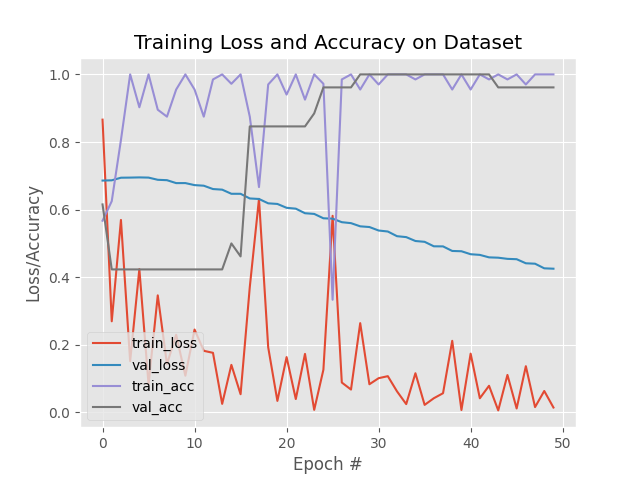 Training Loss and Accuracy on Dataset
Loss/Accuracy
1.0
0.8
0.6
0.4
0.2
0.0
train_loss
val_loss
train_acc
val_acc
0
10
20
30
40
50
Epoch #